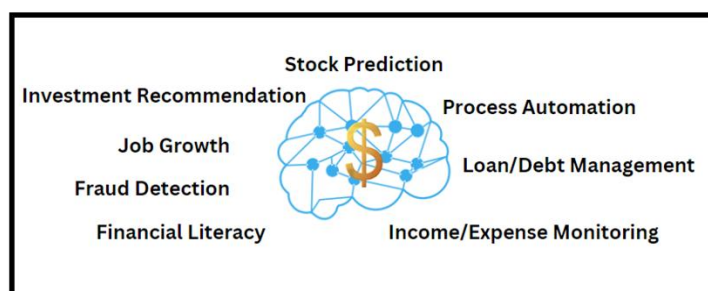 Stock Prediction
Investment Recommendation
Process Automation
Job Growth
Loan/Debt Management
Fraud Detection
Financial Literacy
Income/Expense Monitoring
$